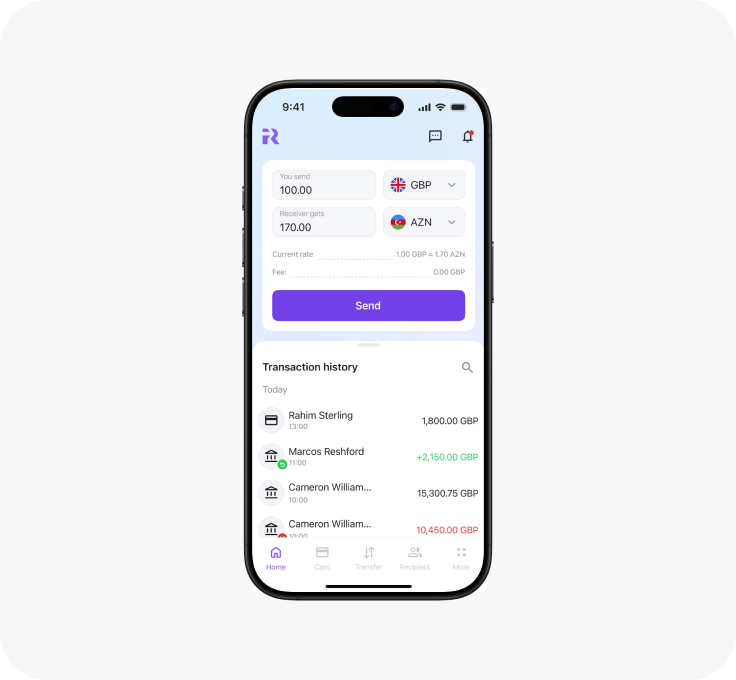 9:41
R
You send
100.00
GBP
Receiver gets
170.00
AZN
Current rate 1.00 GBP = 1.70 AZN
Fee: 0.00 GBP
Send
Transaction history
Today
Rahim Sterling
13:00
1,800.00 GBP
Marcos Reshford
11:00
+2,150.00 GBP
Cameron William...
10:00
15,300.75 GBP
Cameron William...
10:00
10,450.00 GBP
Home
Card
Transfer
Recipient
More